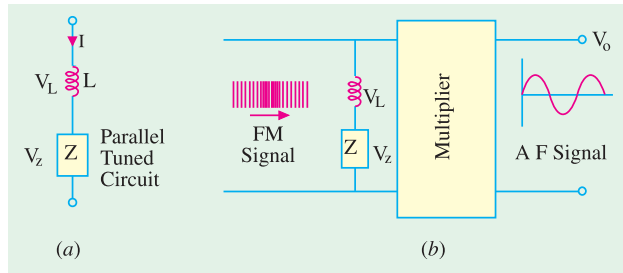 I
V_L L
V_z Z Parallel
Tuned
Circuit
(a)
FM
Signal
V_L
Z V_z
Multiplier
V_o
A F Signal
(b)